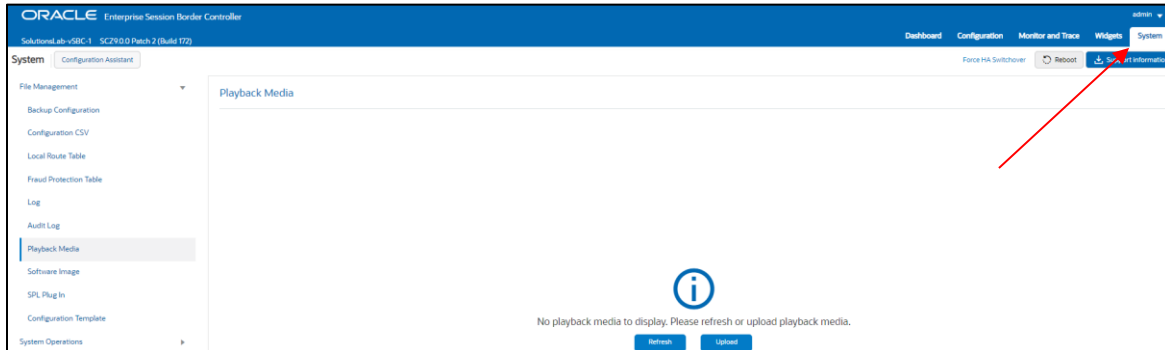 ORACLE Enterprise Session Border Controller
admin
SolutionsLab-vSBC-1 SCZ9.0.0 Patch 2 (Build 172)
Dashboard Configuration Monitor and Trace Widgets System
System Configuration Assistant
Force HA Switchover Reboot Support Informatio
File Management
Playback Media
Backup Configuration
Configuration CSV
Local Route Table
Fraud Protection Table
Log
Audit Log
Playback Media
Software Image
SPL Plug In
Configuration Template
No playback media to display. Please refresh or upload playback media.
System Operations
Refresh Upload